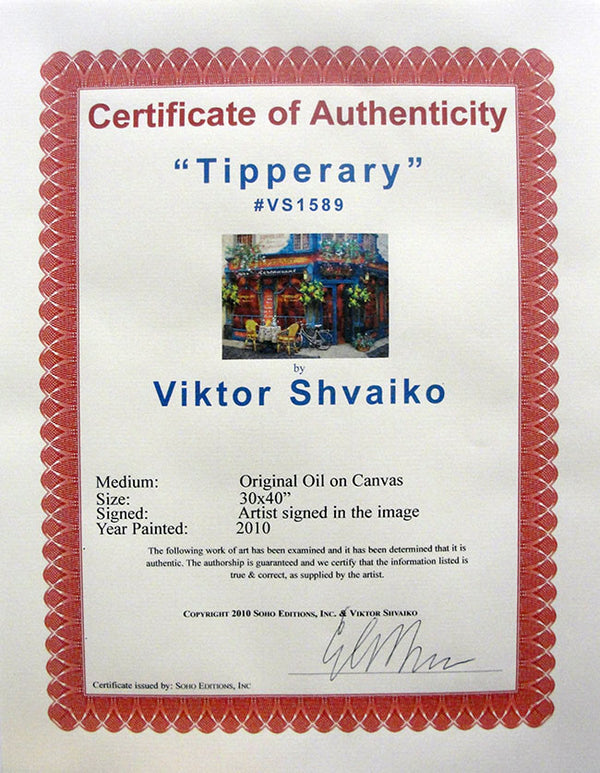 Certificate of Authenticity
“Tipperary”
#VS1589
restaurant
by
Viktor Shvaiko
Medium: Original Oil on Canvas
Size: 30x40”
Signed: Artist signed in the image
Year Painted: 2010
The following work of art has been examined and it has been determined that it is
authentic. The authorship is guaranteed and we certify that the information listed is
true & correct, as supplied by the artist.
Copyright 2010 Soho Editions, Inc. & Viktor Shvaiko
Certificate issued by: Soho Editions, Inc